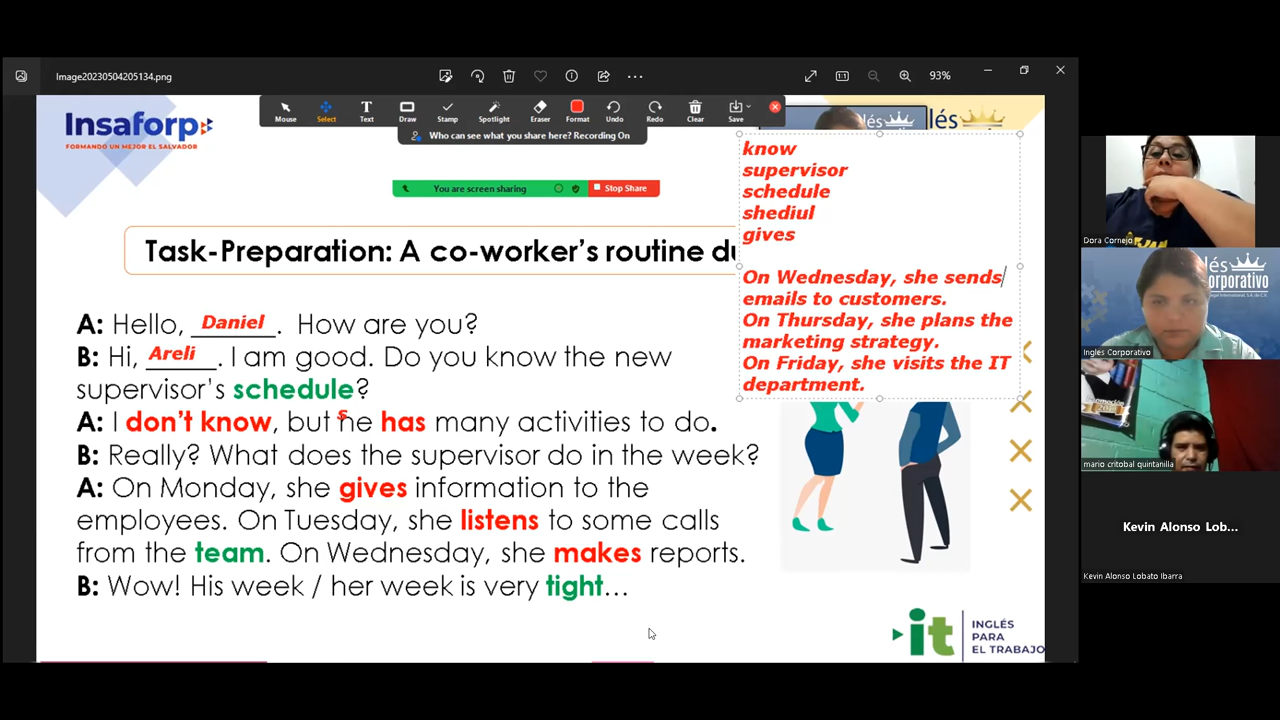 Image20230504205134.png
93%
Mouse Select Text Draw Stamp Spotlight Eraser Format Undo Redo Clear Save
Who can see what you share here? Recording On
You are screen sharing Stop Share
Insaforp
FORMANDO UN MEJOR EL SALVADOR
lés
know
supervisor
schedule
shediul
gives
On Wednesday, she sends
emails to customers.
On Thursday, she plans the
marketing strategy.
On Friday, she visits the IT
department.
Task-Preparation: A co-worker's routine
A: Hello, Daniel. How are you?
B: Hi, Areli. I am good. Do you know the new
supervisor's schedule?
s
A: I don't know, but he has many activities to do.
B: Really? What does the supervisor do in the week?
A: On Monday, she gives information to the
employees. On Tuesday, she listens to some calls
from the team. On Wednesday, she makes reports.
B: Wow! His week / her week is very tight...
it
INGLÉS
PARA
EL TRABAJO
Dora Cornejo
lés
orporativo
Ingles Corporativo
mario critobal quintanilla
Kevin Alonso Lob...
Kevin Alonso Lobato Ibarra